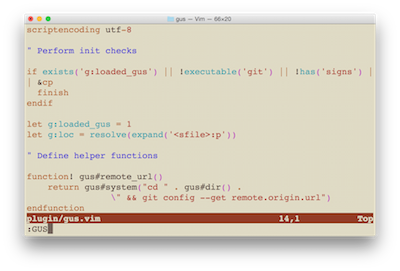 gus — Vim — 66×20
scriptencoding utf-8
" Perform init checks
if exists('g:loaded_gus') || !executable('git') || !has('signs') |
| &cp
finish
endif
let g:loaded_gus = 1
let g:loc = resolve(expand('<sfile>:p'))
" Define helper functions
function! gus#remote_url()
return gus#system("cd " . gus#dir() .
\" && git config --get remote.origin.url")
endfunction
plugin/gus.vim 14,1 Top
:GUS